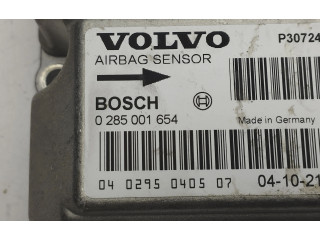 VOLVO P30724
AIRBAG SENSOR
BOSCH
0 285 001 654 Made in Germany
04 0295 0405 07 04-10-21